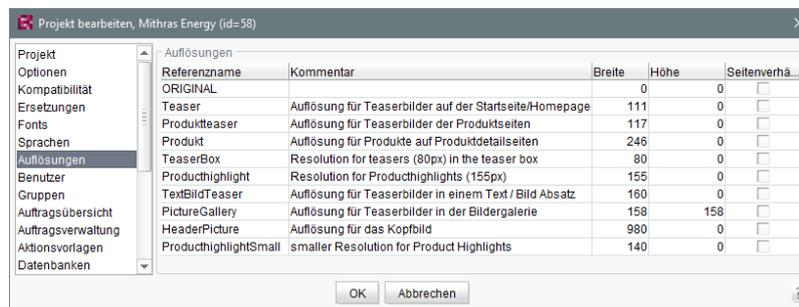 Projekt bearbeiten, Mithras Energy (id=58)
Projekt
Optionen
Kompatibilität
Ersetzungen
Fonts
Sprachen
Auflösungen
Benutzer
Gruppen
Auftragsübersicht
Auftragsverwaltung
Aktionsvorlagen
Datenbanken
Auflösungen
Referenzname Kommentar Breite Höhe Seitenverhä...
ORIGINAL 0 0
Teaser Auflösung für Teaserbilder auf der Startseite/Homepage 111 0
Produktteaser Auflösung für Teaserbilder der Produktseiten 117 0
Produkt Auflösung für Produkte auf Produktdetailseiten 246 0
TeaserBox Resolution for teasers (80px) in the teaser box 80 0
Producthighlight Resolution for Producthighlights (155px) 155 0
TextBildTeaser Auflösung für Teaserbilder in einem Text / Bild Absatz 160 0
PictureGallery Auflösung für Teaserbilder in der Bildergalerie 158 158
HeaderPicture Auflösung für das Kopfbild 980 0
ProducthighlightSmall smaller Resolution for Product Highlights 140 0
OK Abbrechen